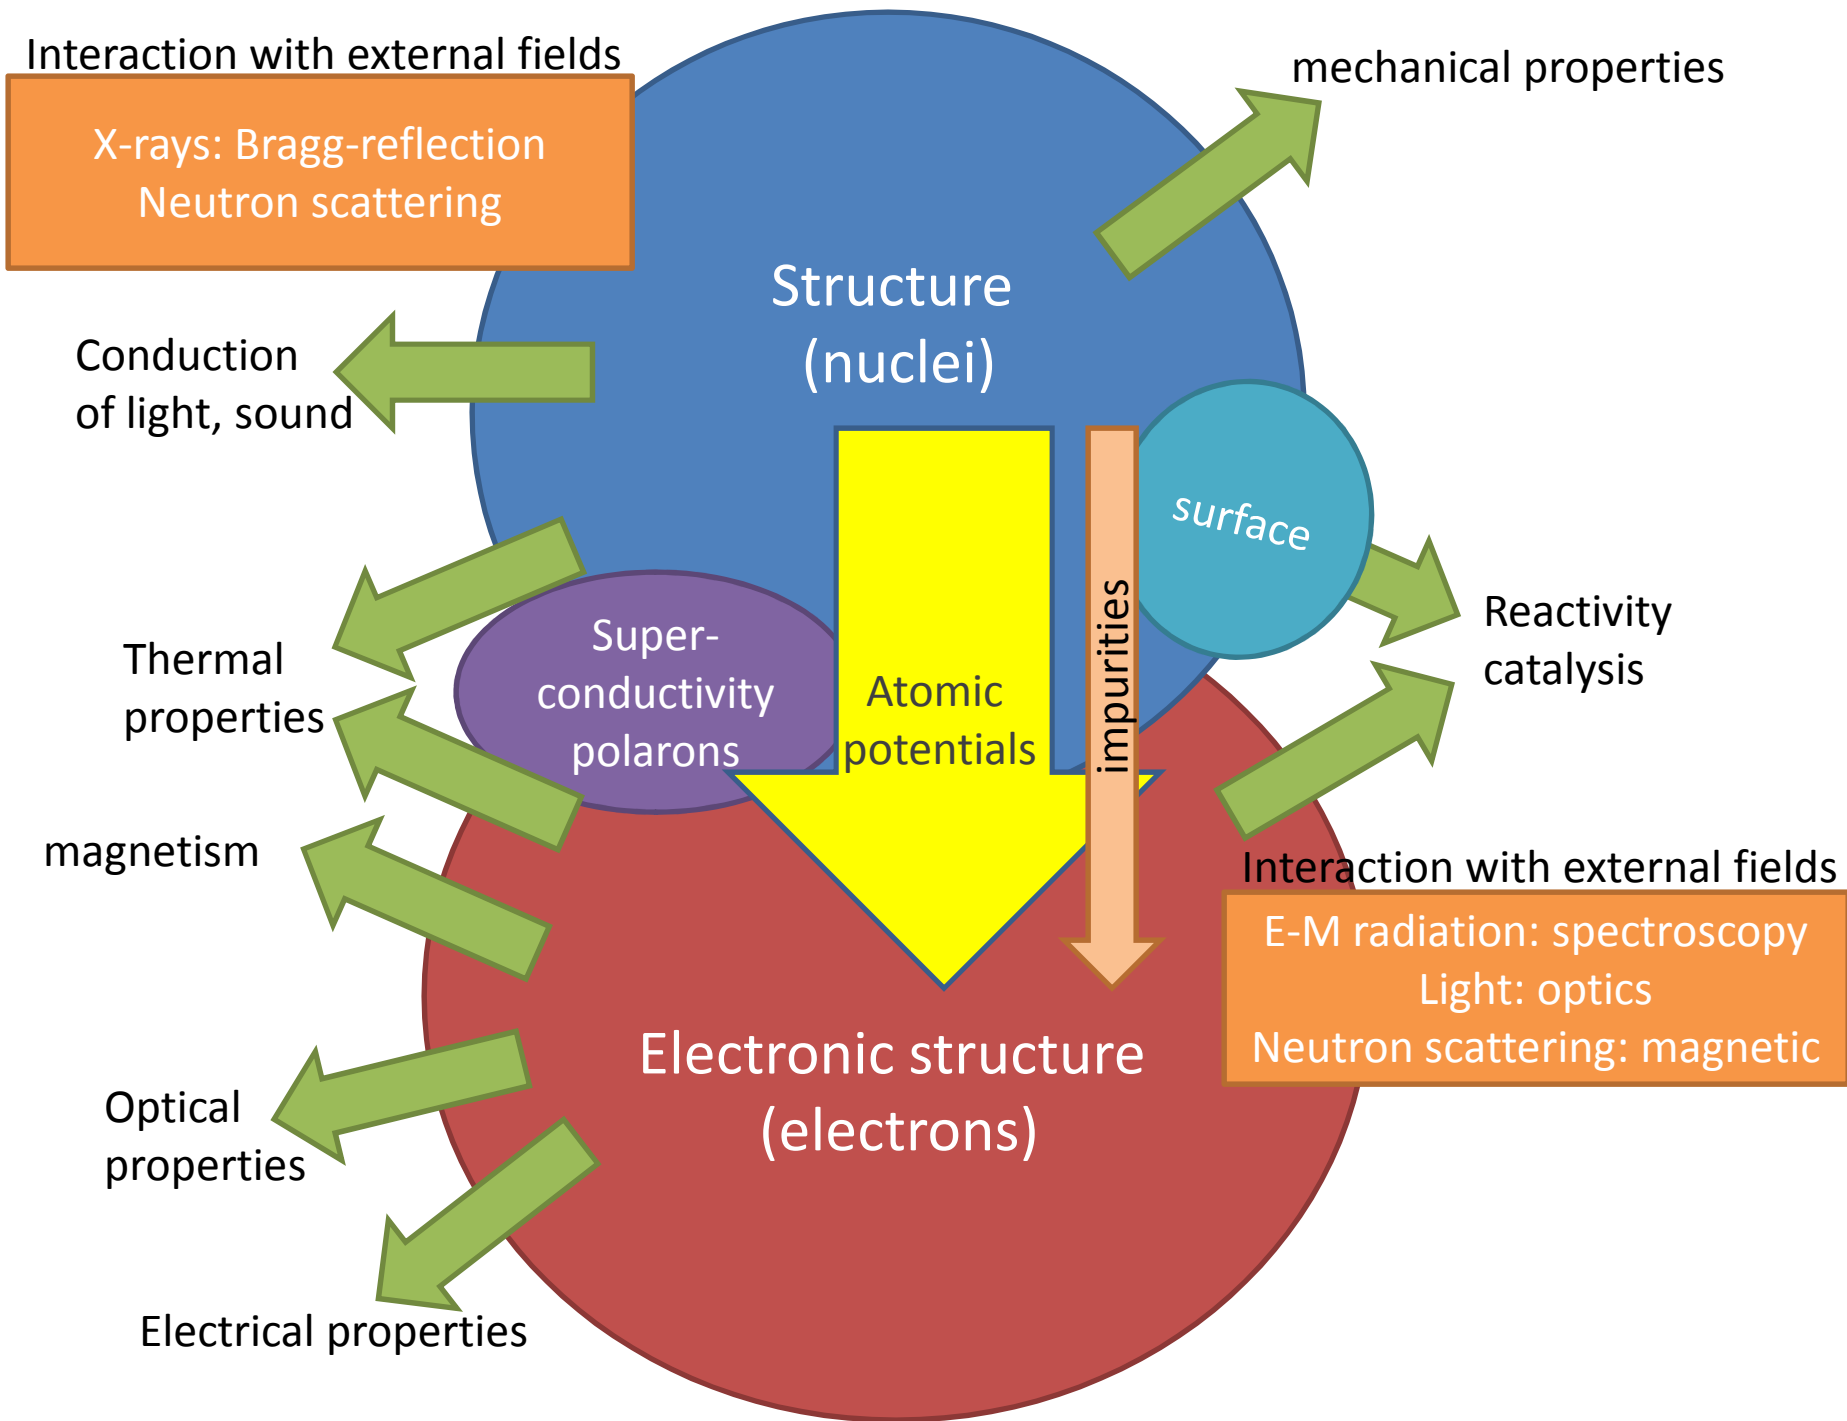 Interaction with external fields
X-rays: Bragg-reflection
Neutron scattering
mechanical properties
Structure
(nuclei)
Conduction
of light, sound
surface
Thermal
properties
Super-
conductivity
polarons
Atomic
potentials
impurities
Reactivity
catalysis
magnetism
Interaction with external fields
E-M radiation: spectroscopy
Light: optics
Neutron scattering: magnetic
Electronic structure
(electrons)
Optical
properties
Electrical properties